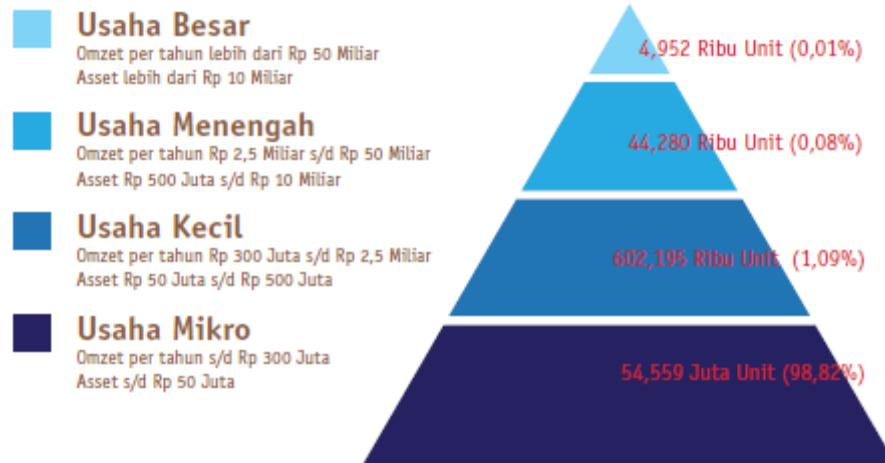 Usaha Besar
Omzet per tahun lebih dari Rp 50 Miliar
Asset lebih dari Rp 10 Miliar
4,952 Ribu Unit (0,01%)
Usaha Menengah
Omzet per tahun Rp 2,5 Miliar s/d Rp 50 Miliar
Asset Rp 500 Juta s/d Rp 10 Miliar
44,280 Ribu Unit (0,08%)
Usaha Kecil
Omzet per tahun Rp 300 Juta s/d Rp 2,5 Miliar
Asset Rp 50 Juta s/d Rp 500 Juta
602,195 Ribu Unit (1,09%)
Usaha Mikro
Omzet per tahun s/d Rp 300 Juta
Asset s/d Rp 50 Juta
54,559 Juta Unit (98,82%)